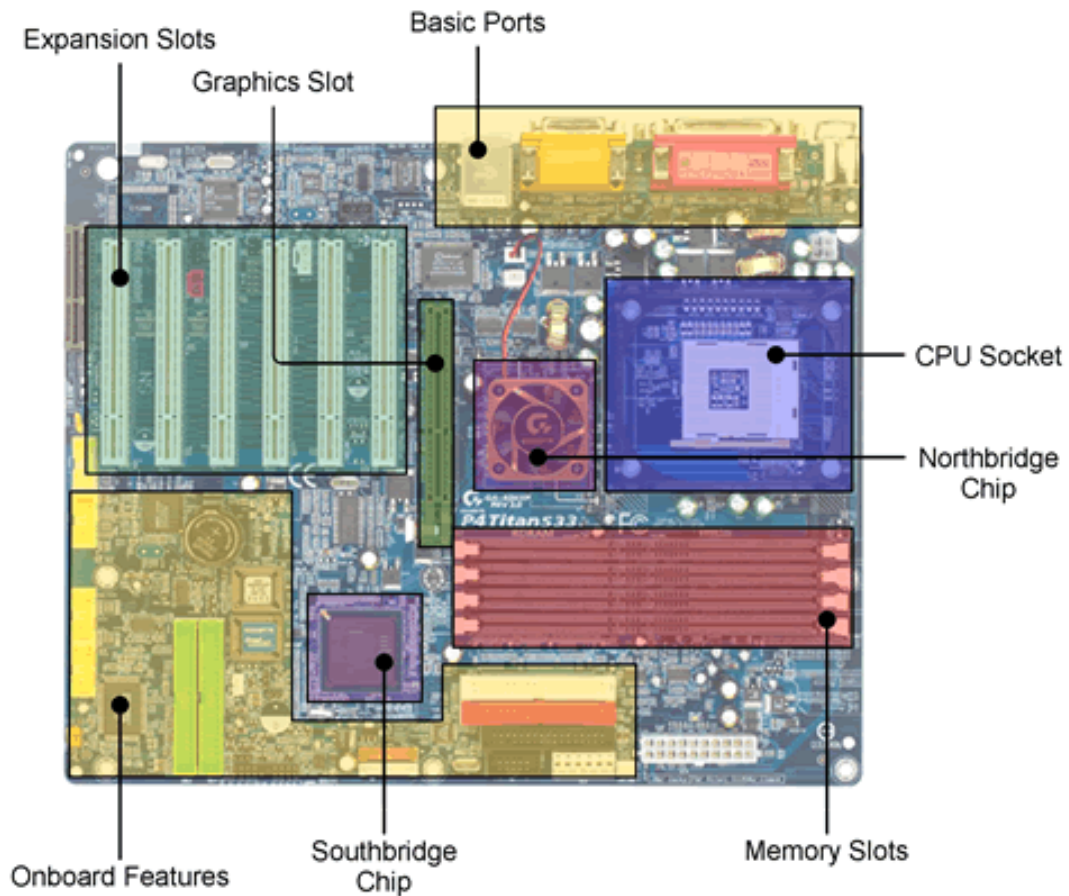 Basic Ports
Expansion Slots
Graphics Slot
CPU Socket
Northbridge
Chip
P4Titan533
Memory Slots
Southbridge
Chip
Onboard Features